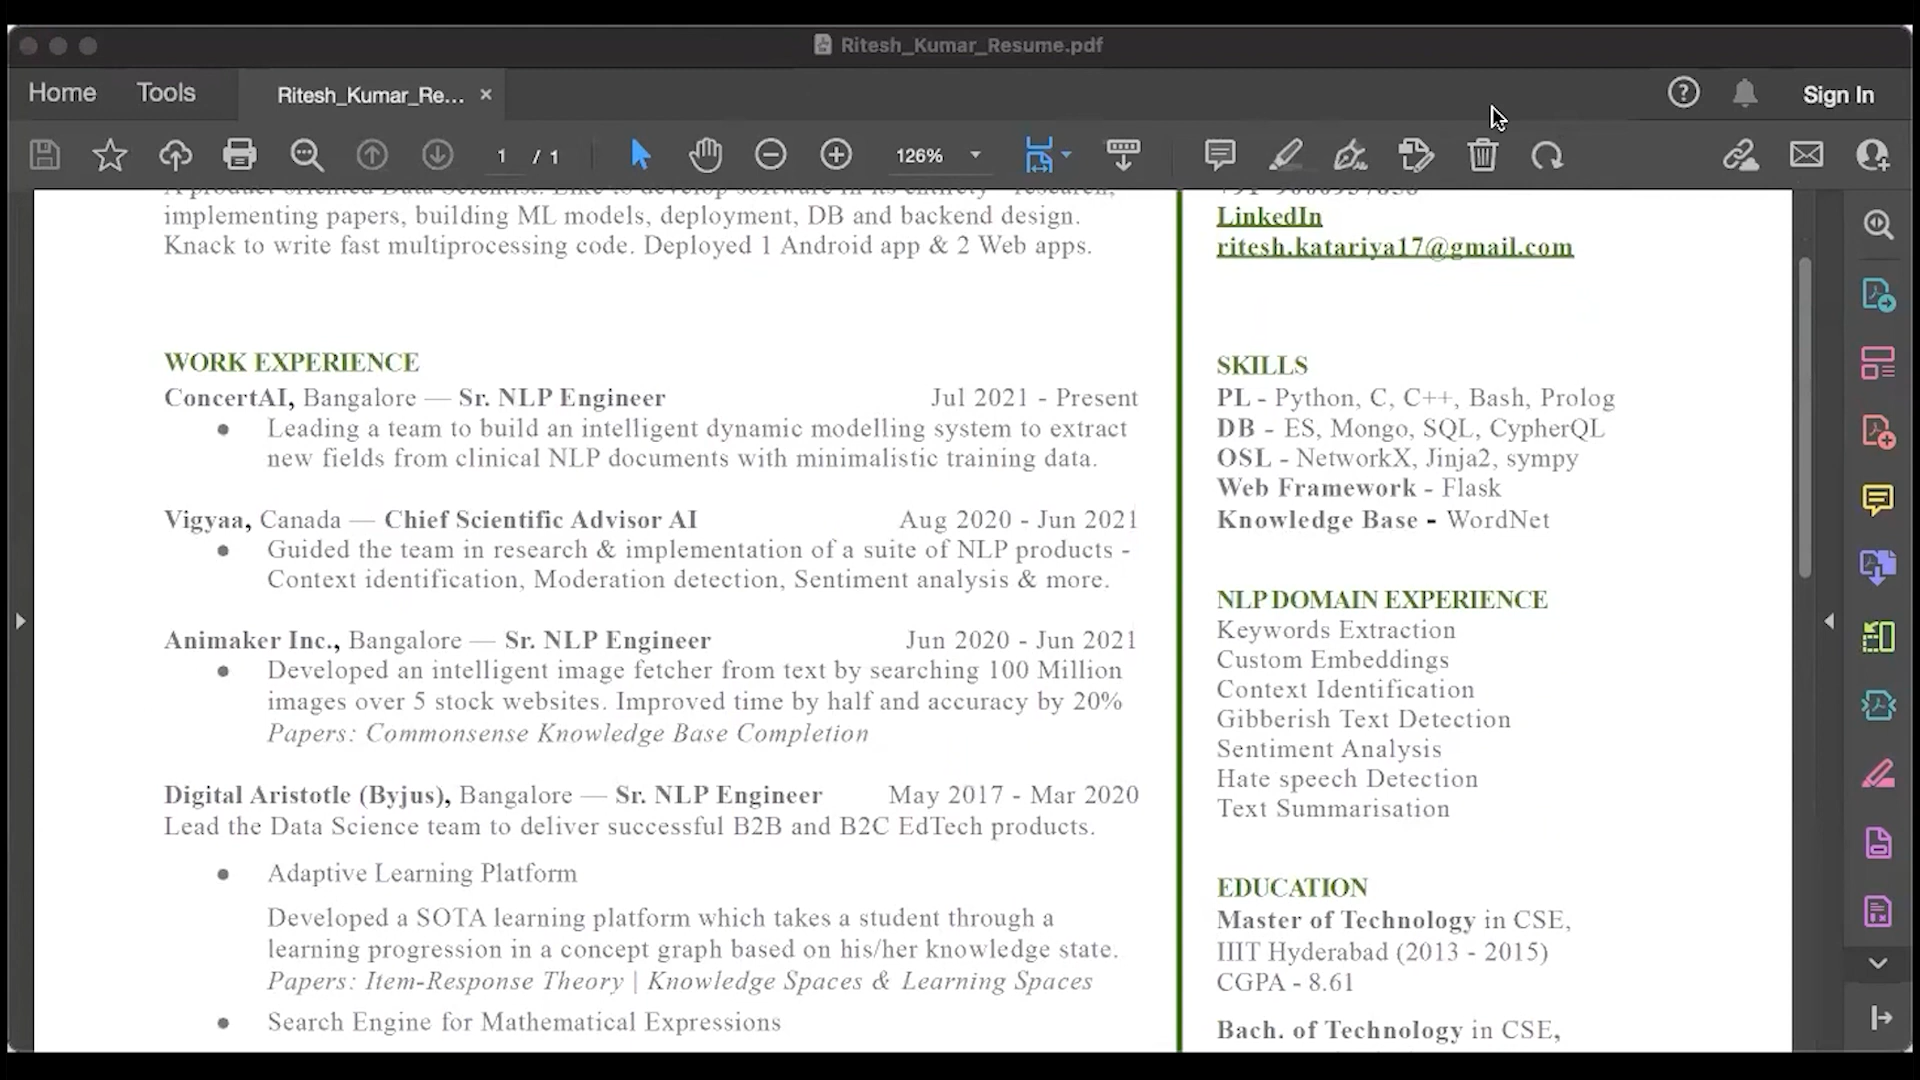 Ritesh_Kumar_Resume.pdf
Home Tools Ritesh_Kumar_Re... × Sign In
1 / 1 126%
A product oriented Data Scientist. Like to develop software in its entirety - research,
implementing papers, building ML models, deployment, DB and backend design.
Knack to write fast multiprocessing code. Deployed 1 Android app & 2 Web apps.
WORK EXPERIENCE
ConcertAI, Bangalore — Sr. NLP Engineer Jul 2021 - Present
● Leading a team to build an intelligent dynamic modelling system to extract
new fields from clinical NLP documents with minimalistic training data.
Vigyaa, Canada — Chief Scientific Advisor AI Aug 2020 - Jun 2021
● Guided the team in research & implementation of a suite of NLP products -
Context identification, Moderation detection, Sentiment analysis & more.
Animaker Inc., Bangalore — Sr. NLP Engineer Jun 2020 - Jun 2021
● Developed an intelligent image fetcher from text by searching 100 Million
images over 5 stock websites. Improved time by half and accuracy by 20%
Papers: Commonsense Knowledge Base Completion
Digital Aristotle (Byjus), Bangalore — Sr. NLP Engineer May 2017 - Mar 2020
Lead the Data Science team to deliver successful B2B and B2C EdTech products.
● Adaptive Learning Platform
Developed a SOTA learning platform which takes a student through a
learning progression in a concept graph based on his/her knowledge state.
Papers: Item-Response Theory | Knowledge Spaces & Learning Spaces
● Search Engine for Mathematical Expressions
LinkedIn
ritesh.katariya17@gmail.com
SKILLS
PL - Python, C, C++, Bash, Prolog
DB - ES, Mongo, SQL, CypherQL
OSL - NetworkX, Jinja2, sympy
Web Framework - Flask
Knowledge Base - WordNet
NLP DOMAIN EXPERIENCE
Keywords Extraction
Custom Embeddings
Context Identification
Gibberish Text Detection
Sentiment Analysis
Hate speech Detection
Text Summarisation
EDUCATION
Master of Technology in CSE,
IIIT Hyderabad (2013 - 2015)
CGPA - 8.61
Bach. of Technology in CSE,